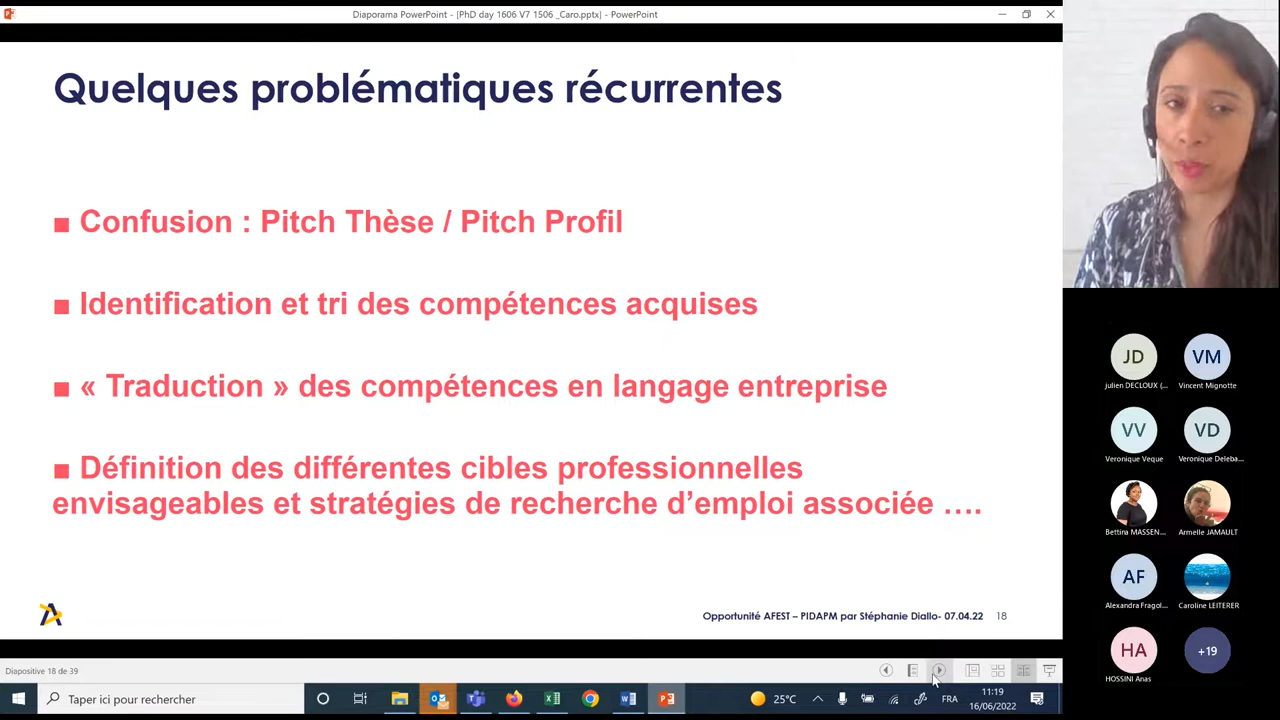 Diaporama PowerPoint - [PhD day 1606 V7 1506 _Caro.pptx] - PowerPoint
Quelques problématiques récurrentes
■ Confusion : Pitch Thèse / Pitch Profil
■ Identification et tri des compétences acquises
■ « Traduction » des compétences en langage entreprise
■ Définition des différentes cibles professionnelles
envisageables et stratégies de recherche d’emploi associée ….
Opportunité AFEST – PIDAPM par Stéphanie Diallo- 07.04.22 18
Diapositive 18 de 39
Taper ici pour rechercher
25°C
FRA
11:19
16/06/2022
JD
julien DECLOUX (...
VM
Vincent Mignotte
VV
Veronique Veque
VD
Veronique Deleba...
Bettina MASSEN...
Armelle JAMAULT
AF
Alexandra Fragol...
Caroline LEITERER
HA
HOSSINI Anas
+19